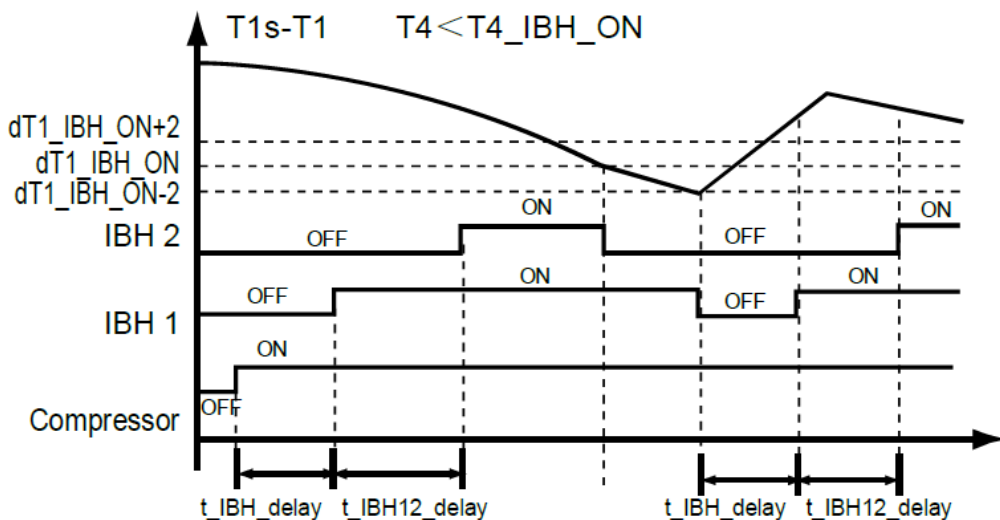 T1s-T1 T4＜T4_IBH_ON
dT1_IBH_ON+2
dT1_IBH_ON
dT1_IBH_ON-2
ON ON
IBH 2 OFF OFF
ON ON
OFF OFF
IBH 1
ON
OFF
Compressor
t_IBH_delay t_IBH12_delay t_IBH_delay t_IBH12_delay